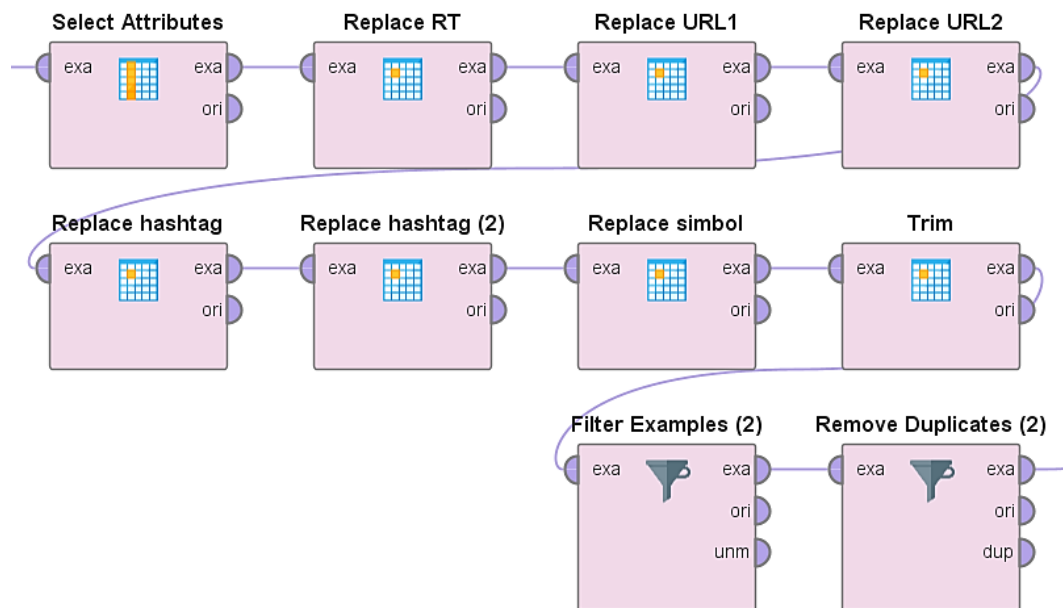 Select Attributes Replace RT Replace URL1 Replace URL2
exa exa exa exa exa exa exa exa
ori ori ori ori
Replace hashtag Replace hashtag (2) Replace simbol Trim
exa exa exa exa exa exa exa exa
ori ori ori ori
Filter Examples (2) Remove Duplicates (2)
exa exa exa exa
ori ori
unm dup